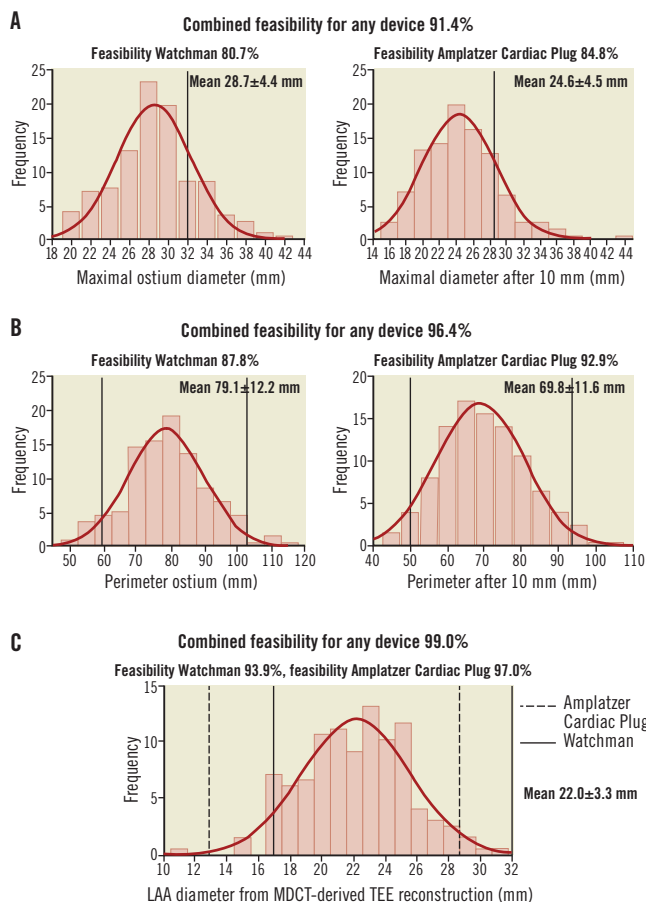 A
Combined feasibility for any device 91.4%
Feasibility Watchman 80.7%
Mean 28.7±4.4 mm
Frequency
25
20
15
10
5
0
18 20 22 24 26 28 30 32 34 36 38 40 42 44
Maximal ostium diameter (mm)
Feasibility Amplatzer Cardiac Plug 84.8%
Mean 24.6±4.5 mm
Frequency
25
20
15
10
5
0
14 16 18 20 22 24 26 28 30 32 34 36 38 40 42 44
Maximal diameter after 10 mm (mm)
B
Combined feasibility for any device 96.4%
Feasibility Watchman 87.8%
Mean 79.1±12.2 mm
Frequency
25
20
15
10
5
0
50 60 70 80 90 100 110 120
Perimeter ostium (mm)
Feasibility Amplatzer Cardiac Plug 92.9%
Mean 69.8±11.6 mm
Frequency
20
15
10
5
0
40 50 60 70 80 90 100 110
Perimeter after 10 mm (mm)
C
Combined feasibility for any device 99.0%
Feasibility Watchman 93.9%, feasibility Amplatzer Cardiac Plug 97.0%
Frequency
15
10
5
0
10 12 14 16 18 20 22 24 26 28 30 32
LAA diameter from MDCT-derived TEE reconstruction (mm)
Amplatzer
Cardiac Plug
Watchman
Mean 22.0±3.3 mm